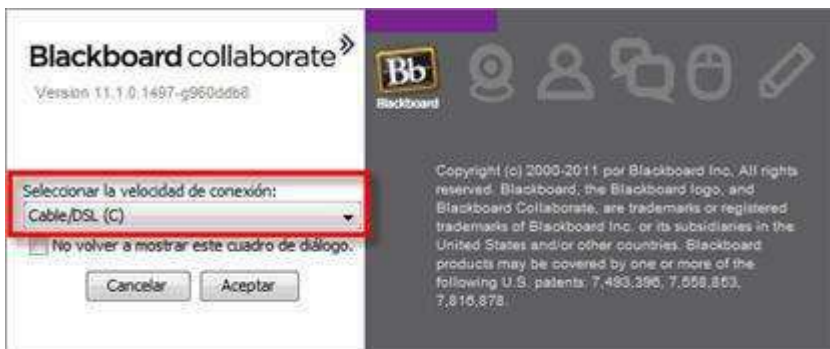 Blackboard collaborate
Version 11.1.0.1497-g960ddb8
Seleccionar la velocidad de conexión:
Cable/DSL (C)
No volver a mostrar este cuadro de diálogo.
Cancelar
Aceptar
Bb
Blackboard
Copyright (c) 2000-2011 por Blackboard Inc. All rights
reserved. Blackboard, the Blackboard logo, and
Blackboard Collaborate, are trademarks or registered
trademarks of Blackboard Inc. or its subsidiaries in the
United States and/or other countries. Blackboard
products may be covered by one or more of the
following U.S. patents: 7,493,396, 7,558,853,
7,816,878.